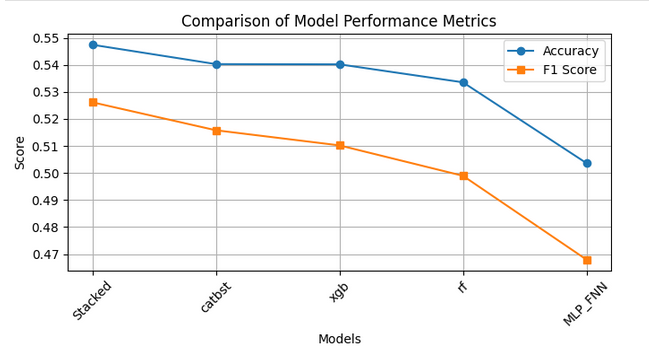 Comparison of Model Performance Metrics
Accuracy
F1 Score
Score
0.55
0.54
0.53
0.52
0.51
0.50
0.49
0.48
0.47
Stacked
catbst
xgb
rf
MLP_FNN
Models